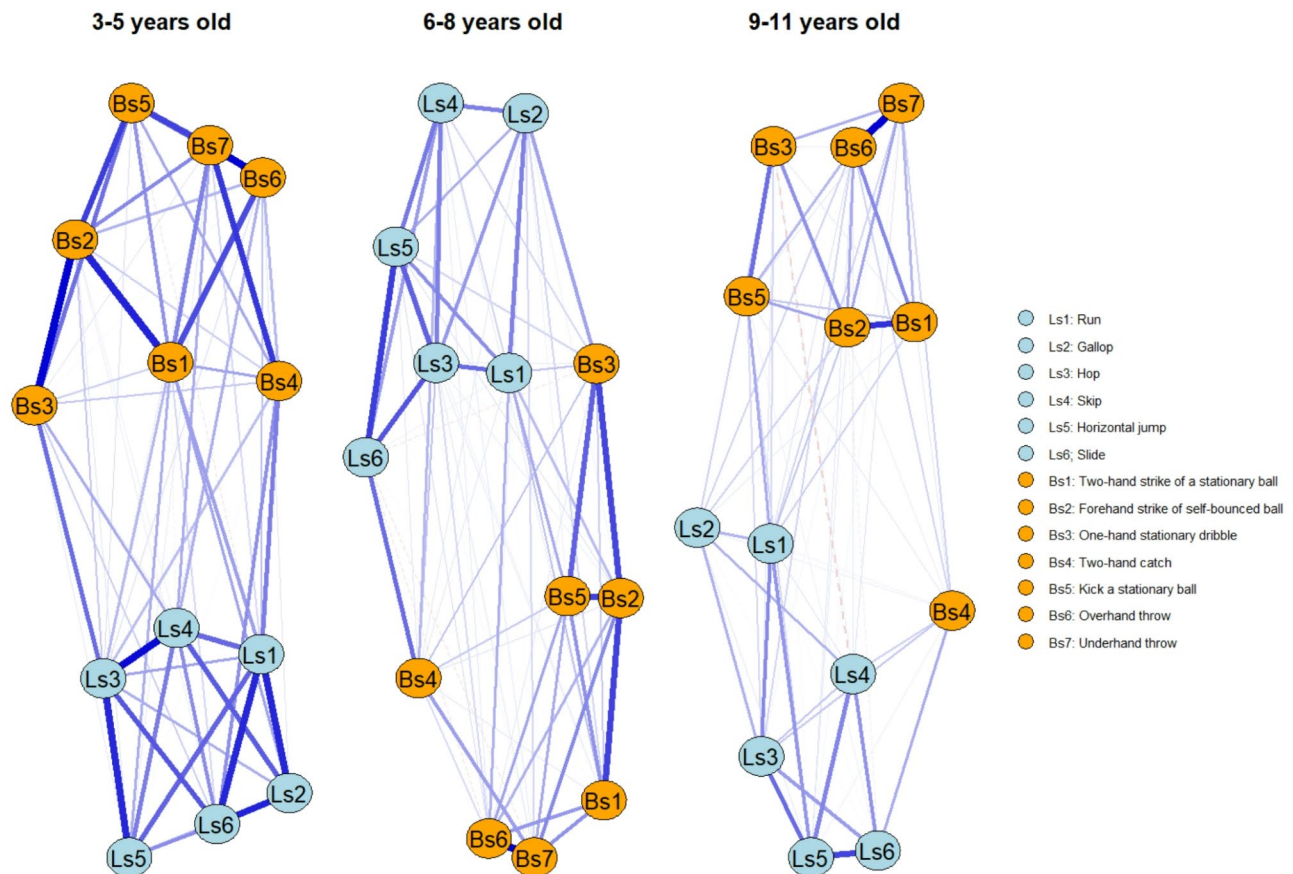 3-5 years old
6-8 years old
9-11 years old
Bs5
Bs7
Bs6
Bs2
Bs1
Bs4
Bs3
Ls4
Ls1
Ls3
Ls2
Ls6
Ls5
Ls4
Ls2
Ls5
Ls3
Ls1
Bs3
Ls6
Bs5
Bs2
Bs4
Bs1
Bs6
Bs7
Bs7
Bs3
Bs6
Bs5
Bs2
Bs1
Ls2
Ls1
Bs4
Ls4
Ls3
Ls5
Ls6
Ls1: Run
Ls2: Gallop
Ls3: Hop
Ls4: Skip
Ls5: Horizontal jump
Ls6; Slide
Bs1: Two-hand strike of a stationary ball
Bs2: Forehand strike of self-bounced ball
Bs3: One-hand stationary dribble
Bs4: Two-hand catch
Bs5: Kick a stationary ball
Bs6: Overhand throw
Bs7: Underhand throw